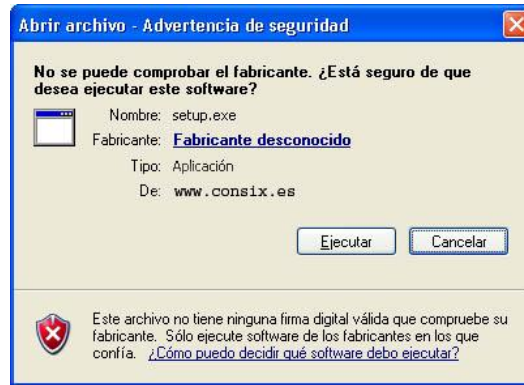 Abrir archivo - Advertencia de seguridad
No se puede comprobar el fabricante. ¿Está seguro de que
desea ejecutar este software?
Nombre: setup.exe
Fabricante: Fabricante desconocido
Tipo: Aplicación
De: www.consix.es
Ejecutar Cancelar
Este archivo no tiene ninguna firma digital válida que compruebe su
fabricante. Sólo ejecute software de los fabricantes en los que
confía. ¿Cómo puedo decidir qué software debo ejecutar?